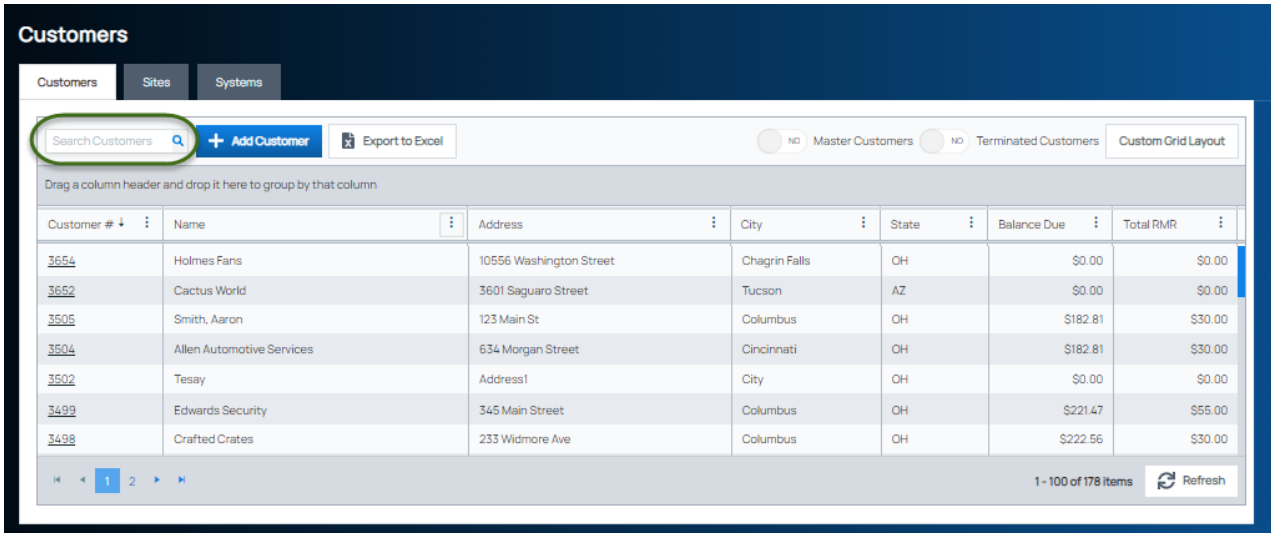 Customers
Customers Sites Systems
Search Customers + Add Customer Export to Excel NO Master Customers NO Terminated Customers Custom Grid Layout
Drag a column header and drop it here to group by that column
Customer # ↓ Name Address City State Balance Due Total RMR
3654 Holmes Fans 10556 Washington Street Chagrin Falls OH $0.00 $0.00
3652 Cactus World 3601 Saguaro Street Tucson AZ $0.00 $0.00
3505 Smith, Aaron 123 Main St Columbus OH $182.81 $30.00
3504 Allen Automotive Services 634 Morgan Street Cincinnati OH $182.81 $30.00
3502 Tesay Address1 City OH $0.00 $0.00
3499 Edwards Security 345 Main Street Columbus OH $221.47 $55.00
3498 Crafted Crates 233 Widmore Ave Columbus OH $222.56 $30.00
1 2 1 - 100 of 178 items Refresh